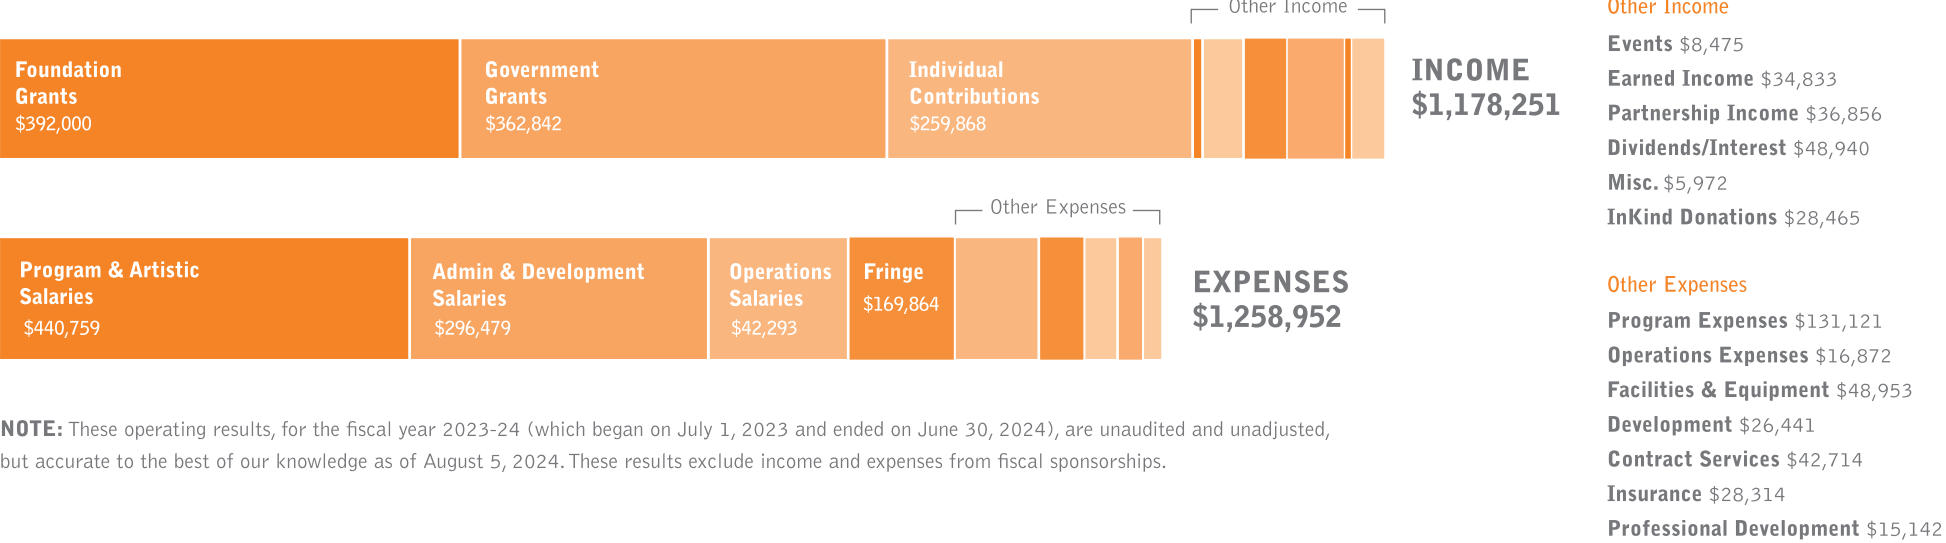 Other Income
Foundation
Grants
$392,000
Government
Grants
$362,842
Individual
Contributions
$259,868
INCOME
$1,178,251
Other Expenses
Program & Artistic
Salaries
$440,759
Admin & Development
Salaries
$296,479
Operations
Salaries
$42,293
Fringe
$169,864
EXPENSES
$1,258,952
NOTE: These operating results, for the fiscal year 2023-24 (which began on July 1, 2023 and ended on June 30, 2024), are unaudited and unadjusted,
but accurate to the best of our knowledge as of August 5, 2024. These results exclude income and expenses from fiscal sponsorships.
Other Income
Events $8,475
Earned Income $34,833
Partnership Income $36,856
Dividends/Interest $48,940
Misc. $5,972
InKind Donations $28,465
Other Expenses
Program Expenses $131,121
Operations Expenses $16,872
Facilities & Equipment $48,953
Development $26,441
Contract Services $42,714
Insurance $28,314
Professional Development $15,142